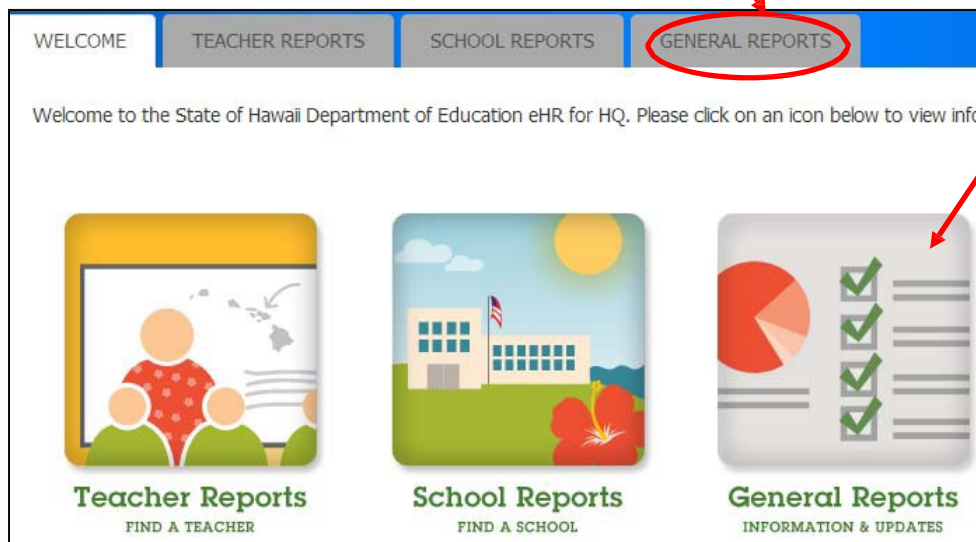 WELCOME TEACHER REPORTS SCHOOL REPORTS GENERAL REPORTS
Welcome to the State of Hawaii Department of Education eHR for HQ. Please click on an icon below to view info
Teacher Reports School Reports General Reports
FIND A TEACHER FIND A SCHOOL INFORMATION & UPDATES